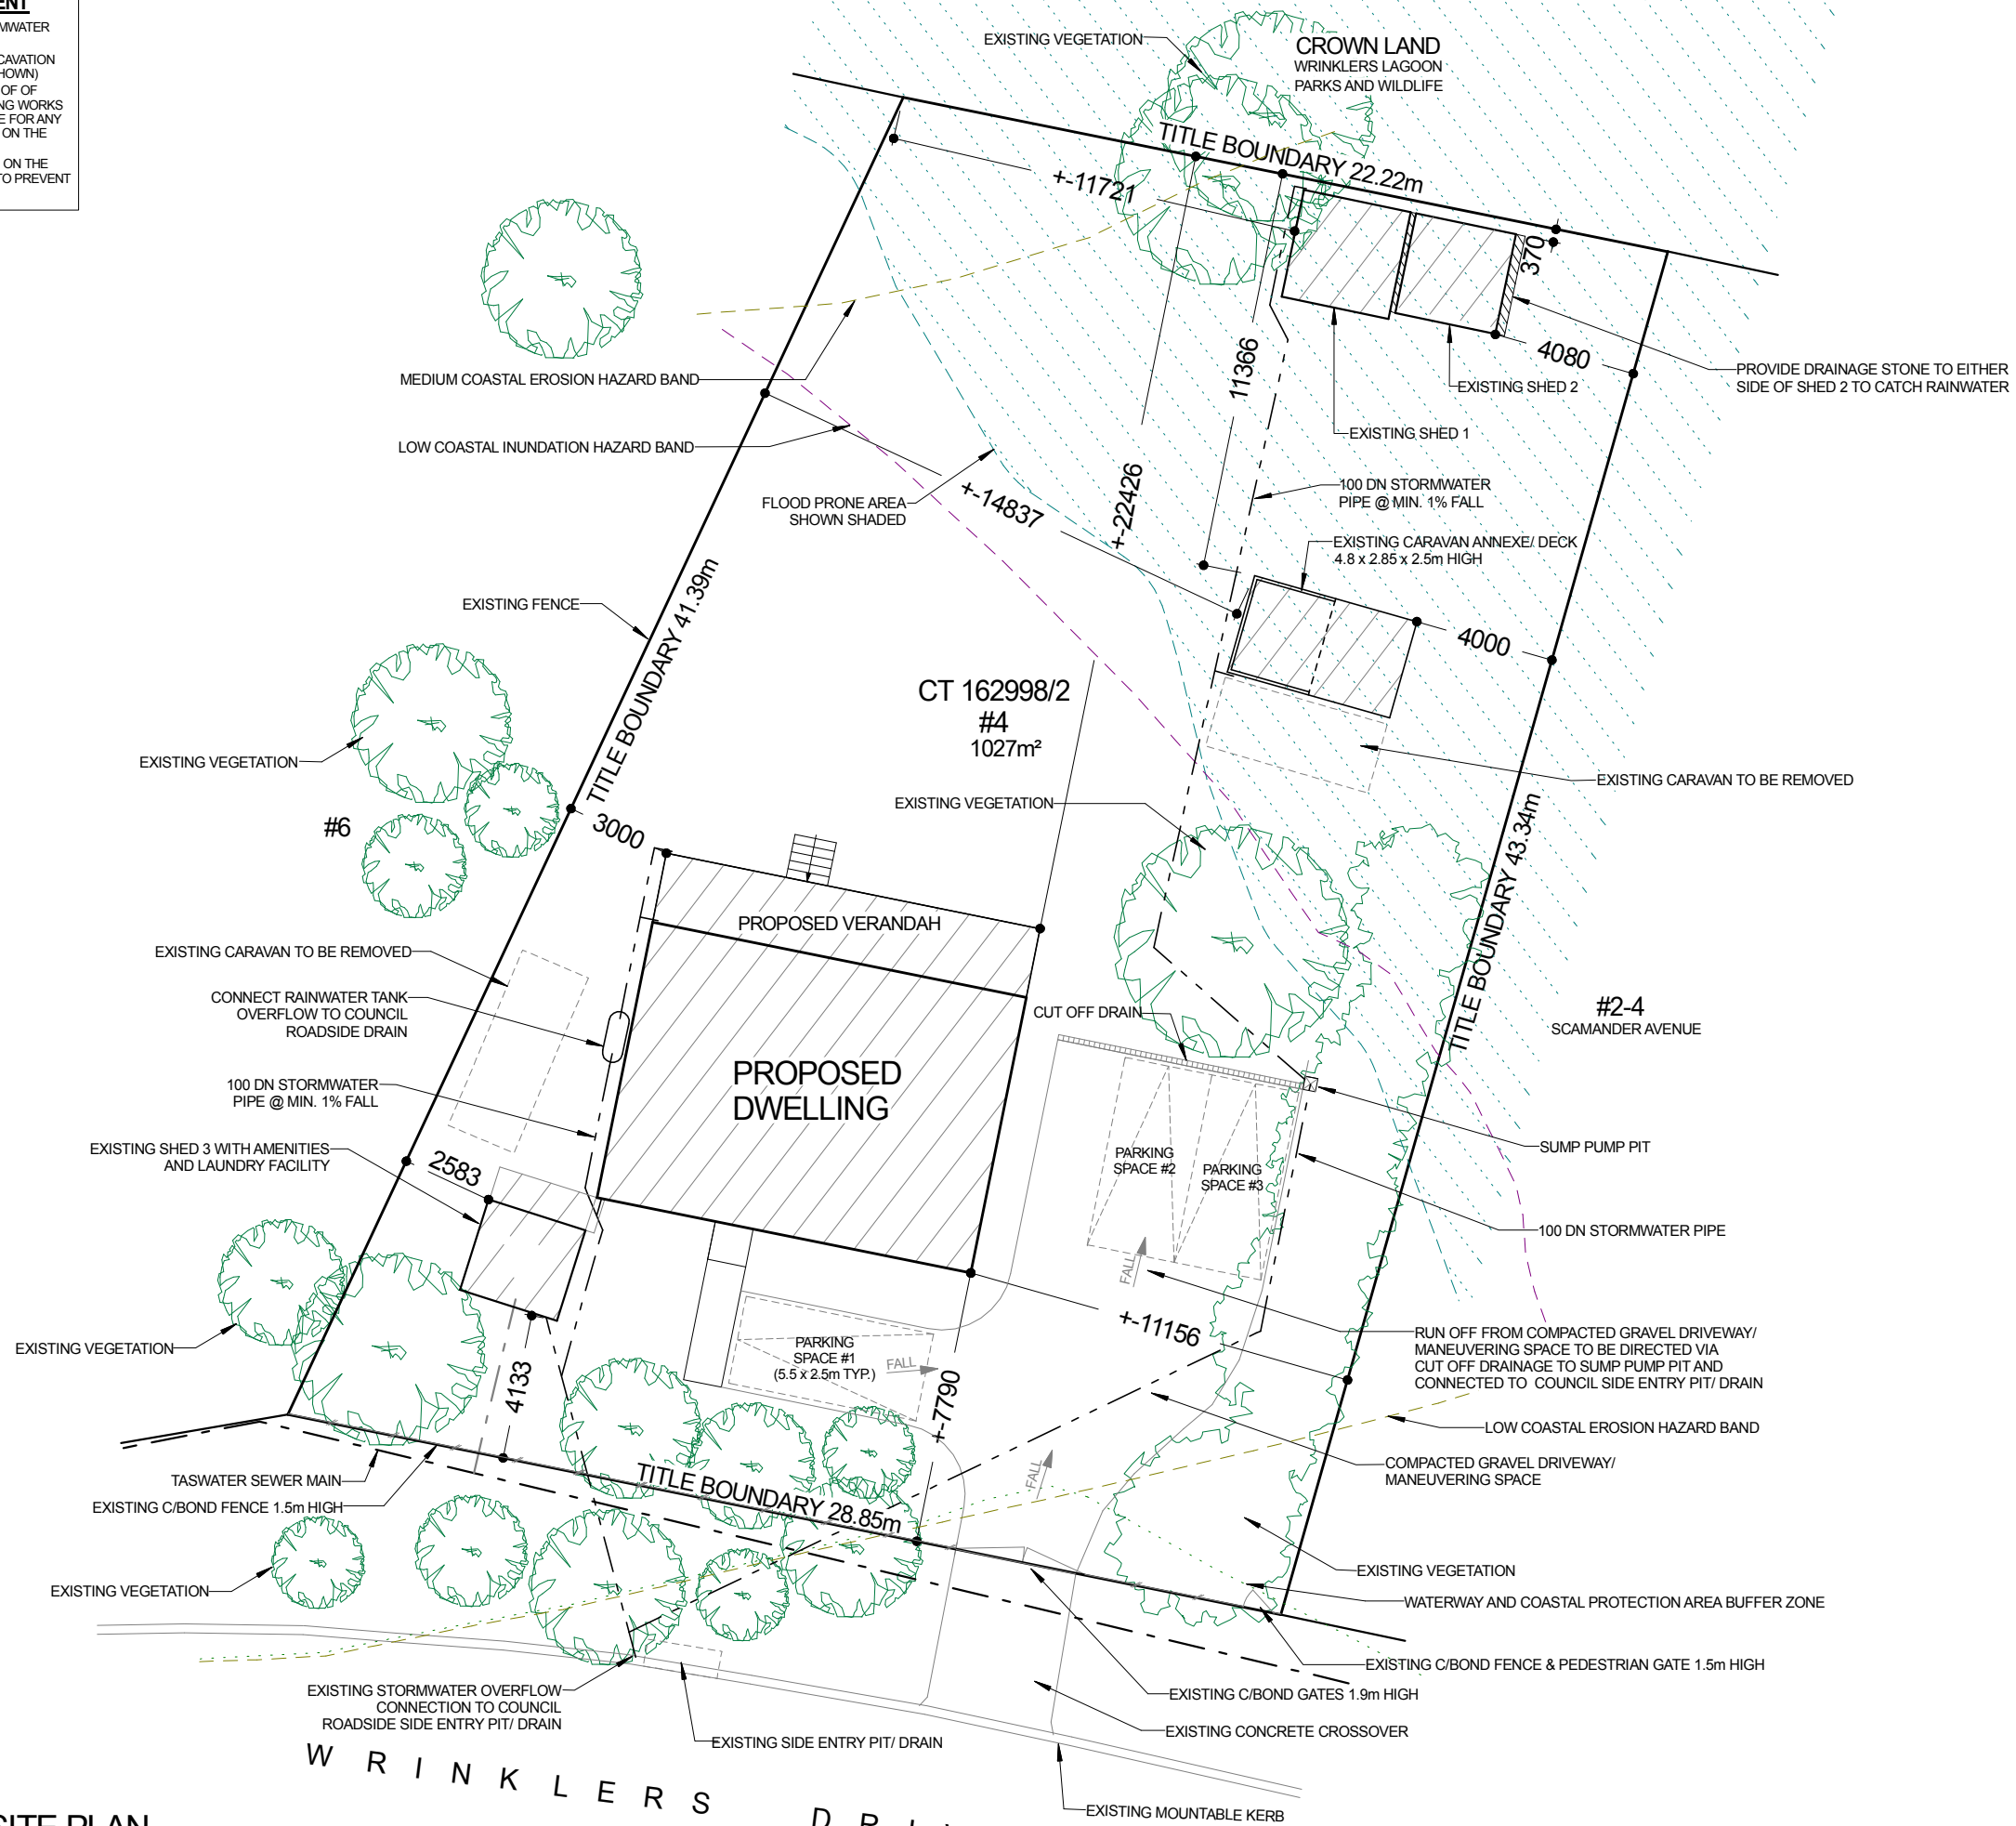 ENT
MWATER
CAVATION
HOWN)
OF OF
NG WORKS
E FOR ANY
ON THE
ON THE
TO PREVENT
EXISTING VEGETATION
CROWN LAND
WRINKLERS LAGOON
PARKS AND WILDLIFE
TITLE BOUNDARY 22.22m
+-11721
370
4080
MEDIUM COASTAL EROSION HAZARD BAND
11366
EXISTING SHED 2
PROVIDE DRAINAGE STONE TO EITHER
SIDE OF SHED 2 TO CATCH RAINWATER
LOW COASTAL INUNDATION HAZARD BAND
EXISTING SHED 1
FLOOD PRONE AREA
SHOWN SHADED
+-14837
+-22426
100 DN STORMWATER
PIPE @ MIN. 1% FALL
EXISTING CARAVAN ANNEXE/ DECK
4.8 x 2.85 x 2.5m HIGH
EXISTING FENCE
TITLE BOUNDARY 41.39m
4000
CT 162998/2
#4
1027m²
EXISTING VEGETATION
EXISTING CARAVAN TO BE REMOVED
EXISTING VEGETATION
#6
3000
TITLE BOUNDARY 43.34m
PROPOSED VERANDAH
EXISTING CARAVAN TO BE REMOVED
CONNECT RAINWATER TANK
OVERFLOW TO COUNCIL
ROADSIDE DRAIN
CUT OFF DRAIN
#2-4
SCAMANDER AVENUE
PROPOSED
DWELLING
100 DN STORMWATER
PIPE @ MIN. 1% FALL
EXISTING SHED 3 WITH AMENITIES
AND LAUNDRY FACILITY
2583
PARKING
SPACE #2
PARKING
SPACE #3
SUMP PUMP PIT
100 DN STORMWATER PIPE
FALL
+-11156
EXISTING VEGETATION
4133
PARKING
SPACE #1
(5.5 x 2.5m TYP.)
FALL
+-7790
RUN OFF FROM COMPACTED GRAVEL DRIVEWAY/
MANEUVERING SPACE TO BE DIRECTED VIA
CUT OFF DRAINAGE TO SUMP PUMP PIT AND
CONNECTED TO COUNCIL SIDE ENTRY PIT/ DRAIN
LOW COASTAL EROSION HAZARD BAND
COMPACTED GRAVEL DRIVEWAY/
MANEUVERING SPACE
FALL
TASWATER SEWER MAIN
EXISTING C/BOND FENCE 1.5m HIGH
TITLE BOUNDARY 28.85m
EXISTING VEGETATION
EXISTING VEGETATION
WATERWAY AND COASTAL PROTECTION AREA BUFFER ZONE
EXISTING C/BOND FENCE & PEDESTRIAN GATE 1.5m HIGH
EXISTING STORMWATER OVERFLOW
CONNECTION TO COUNCIL
ROADSIDE SIDE ENTRY PIT/ DRAIN
EXISTING C/BOND GATES 1.9m HIGH
EXISTING CONCRETE CROSSOVER
EXISTING SIDE ENTRY PIT/ DRAIN
WRINKLERS
EXISTING MOUNTABLE KERB
SITE PLAN